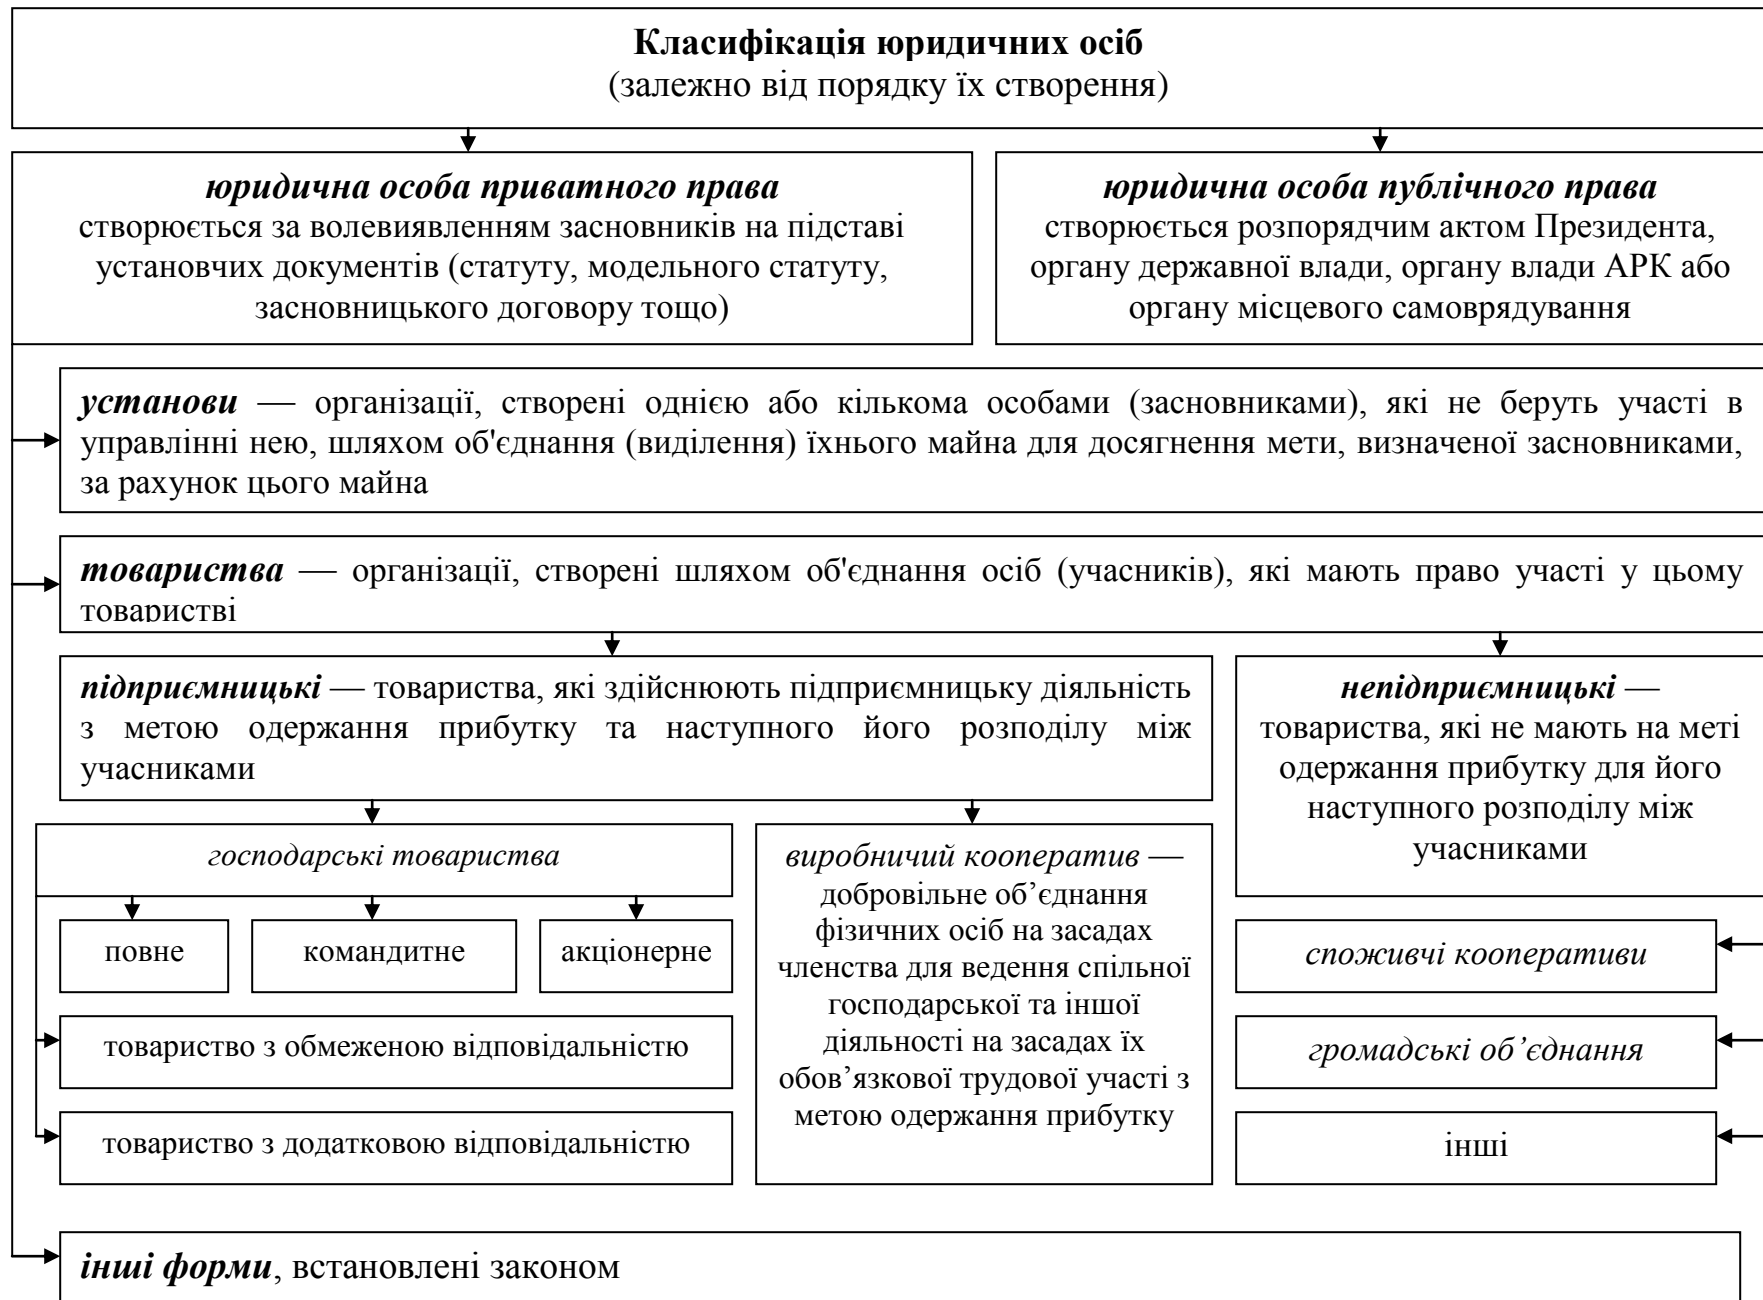 Класифікація юридичних осіб
(залежно від порядку їх створення)
юридична особа приватного права
створюється за волевиявленням засновників на підставі
установчих документів (статуту, модельного статуту,
засновницького договору тощо)
юридична особа публічного права
створюється розпорядчим актом Президента,
органу державної влади, органу влади АРК або
органу місцевого самоврядування
установи — організації, створені однією або кількома особами (засновниками), які не беруть участі в
управлінні нею, шляхом об'єднання (виділення) їхнього майна для досягнення мети, визначеної засновниками,
за рахунок цього майна
товариства — організації, створені шляхом об'єднання осіб (учасників), які мають право участі у цьому
товаристві
підприємницькі — товариства, які здійснюють підприємницьку діяльність
з метою одержання прибутку та наступного його розподілу між
учасниками
непідприємницькі —
товариства, які не мають на меті
одержання прибутку для його
наступного розподілу між
учасниками
господарські товариства
повне
командитне
акціонерне
товариство з обмеженою відповідальністю
товариство з додатковою відповідальністю
виробничий кооператив —
добровільне об’єднання
фізичних осіб на засадах
членства для ведення спільної
господарської та іншої
діяльності на засадах їх
обов’язкової трудової участі з
метою одержання прибутку
споживчі кооперативи
громадські об’єднання
інші
інші форми, встановлені законом